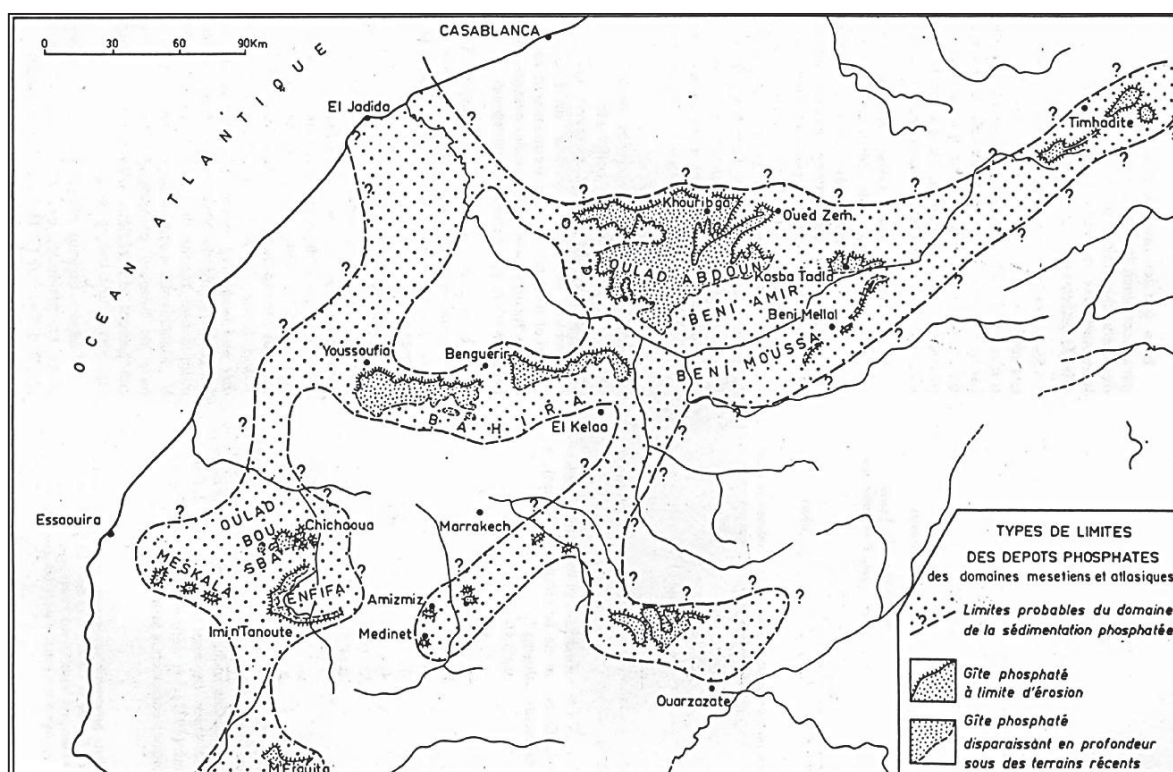 0 30 60 90Km
CASABLANCA
OCEAN ATLANTIQUE
El Jadida
Timhadite
Khouribga
Oued Zem.
OULAD ABDOUN
Kasba Tadla
BENI AMIR
Beni Mellal
BENI MOUSSA
Youssoufia
Benguerir
BAHIRA
El Kelaa
Essaouira
OULAD
BOU
SBAA
Chichaoua
Marrakech
MESKALA
ENFIFA
Amizmiz
Imi n'Tanoute
Medinet
Ouarzazate
TYPES DE LIMITES
DES DEPOTS PHOSPHATES
des domaines mesetiens et atlasiques
Limites probables du domaine
de la sédimentation phosphatée
Gîte phosphaté
à limite d'érosion
Gîte phosphaté
disparaissant en profondeur
sous des terrains récents